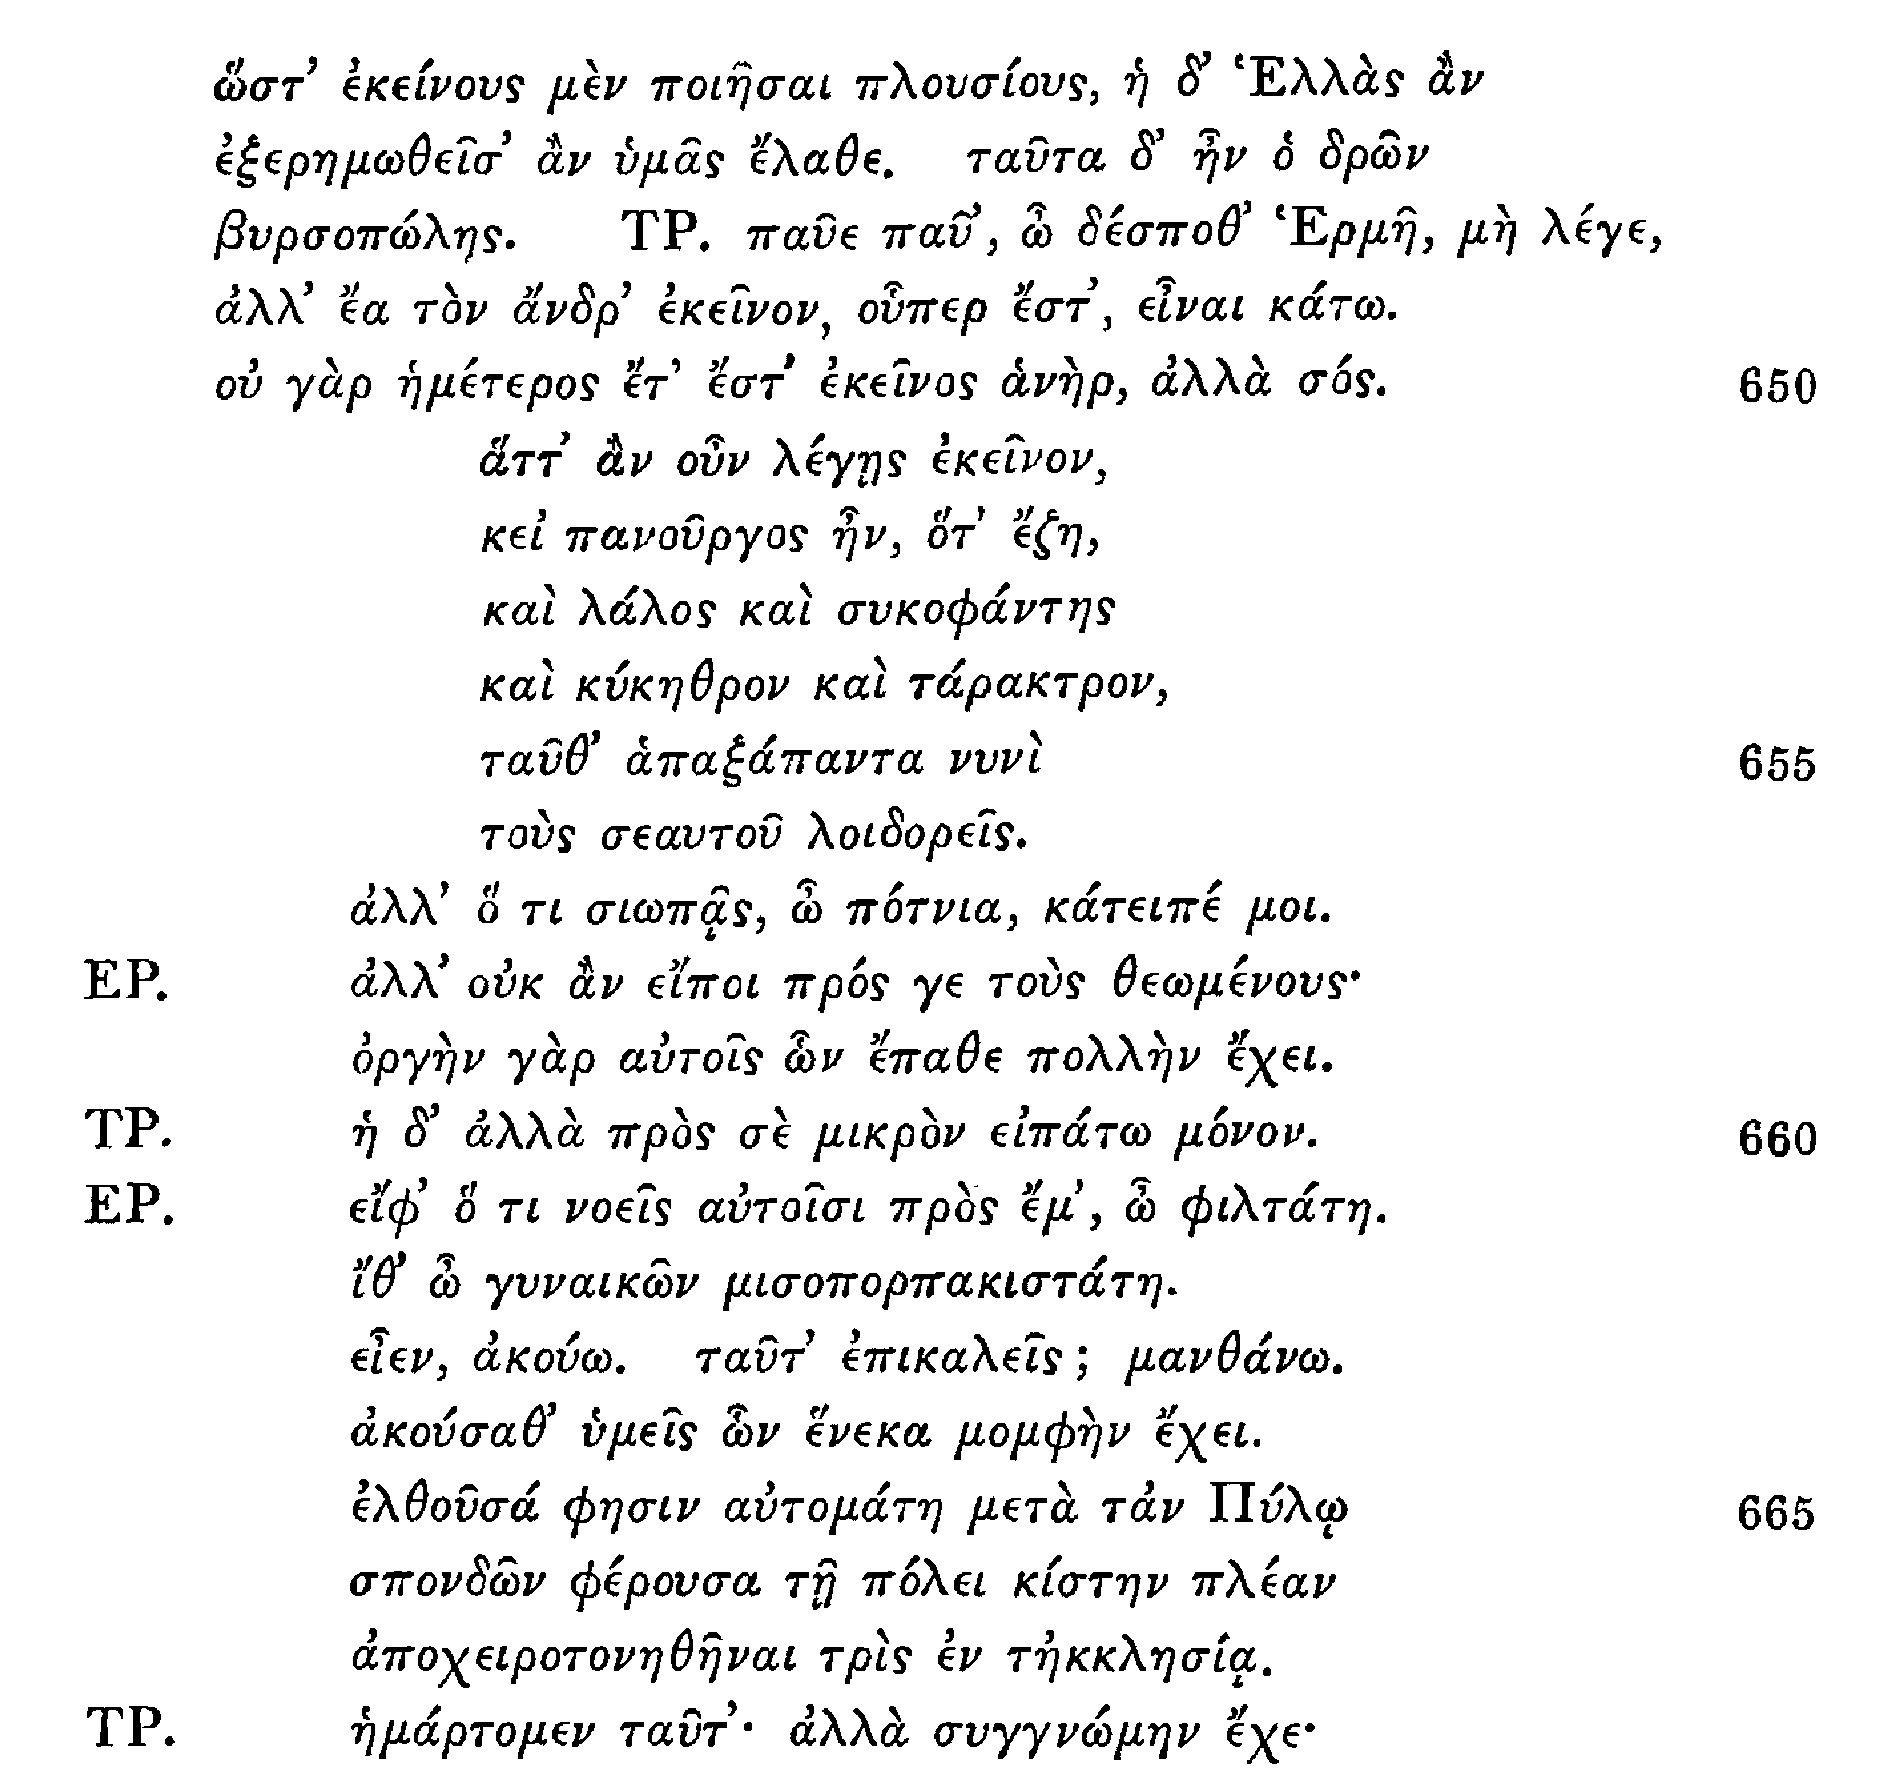 ὥστ' ἐκείνους μὲν ποιῆσαι πλουσίους, ἡ δ' Ἑλλὰς ἂν
ἐξερημωθεῖσ' ἂν ὑμᾶς ἔλαθε. ταῦτα δ' ἦν ὁ δρῶν
βυρσοπώλης. ΤΡ. παῦε παῦ', ὦ δέσποθ' Ἑρμῆ, μὴ λέγε,
ἀλλ' ἔα τὸν ἄνδρ' ἐκεῖνον, οὗπερ ἔστ', εἶναι κάτω.
οὐ γὰρ ἡμέτερος ἔτ' ἔστ' ἐκεῖνος ἁνὴρ, ἀλλὰ σός. 650
ἅττ' ἂν οὖν λέγῃς ἐκεῖνον,
κεἰ πανοῦργος ἦν, ὅτ' ἔζη,
καὶ λάλος καὶ συκοφάντης
καὶ κύκηθρον καὶ τάρακτρον,
ταῦθ' ἁπαξάπαντα νυνὶ 655
τοὺς σεαυτοῦ λοιδορεῖς.
ἀλλ' ὅ τι σιωπᾷς, ὦ πότνια, κάτειπέ μοι.
ΕΡ. ἀλλ' οὐκ ἂν εἴποι πρός γε τοὺς θεωμένους·
ὀργὴν γὰρ αὐτοῖς ὧν ἔπαθε πολλὴν ἔχει.
ΤΡ. ἡ δ' ἀλλὰ πρὸς σὲ μικρὸν εἰπάτω μόνον. 660
ΕΡ. εἴφ' ὅ τι νοεῖς αὐτοῖσι πρὸς ἔμ', ὦ φιλτάτη.
ἴθ' ὦ γυναικῶν μισοπορπακιστάτη.
εἶεν, ἀκούω. ταῦτ' ἐπικαλεῖς; μανθάνω.
ἀκούσαθ' ὑμεῖς ὧν ἕνεκα μομφὴν ἔχει.
ἐλθοῦσά φησιν αὐτομάτη μετὰ τἀν Πύλῳ 665
σπονδῶν φέρουσα τῇ πόλει κίστην πλέαν
ἀποχειροτονηθῆναι τρὶς ἐν τἠκκλησίᾳ.
ΤΡ. ἡμάρτομεν ταῦτ'· ἀλλὰ συγγνώμην ἔχε·